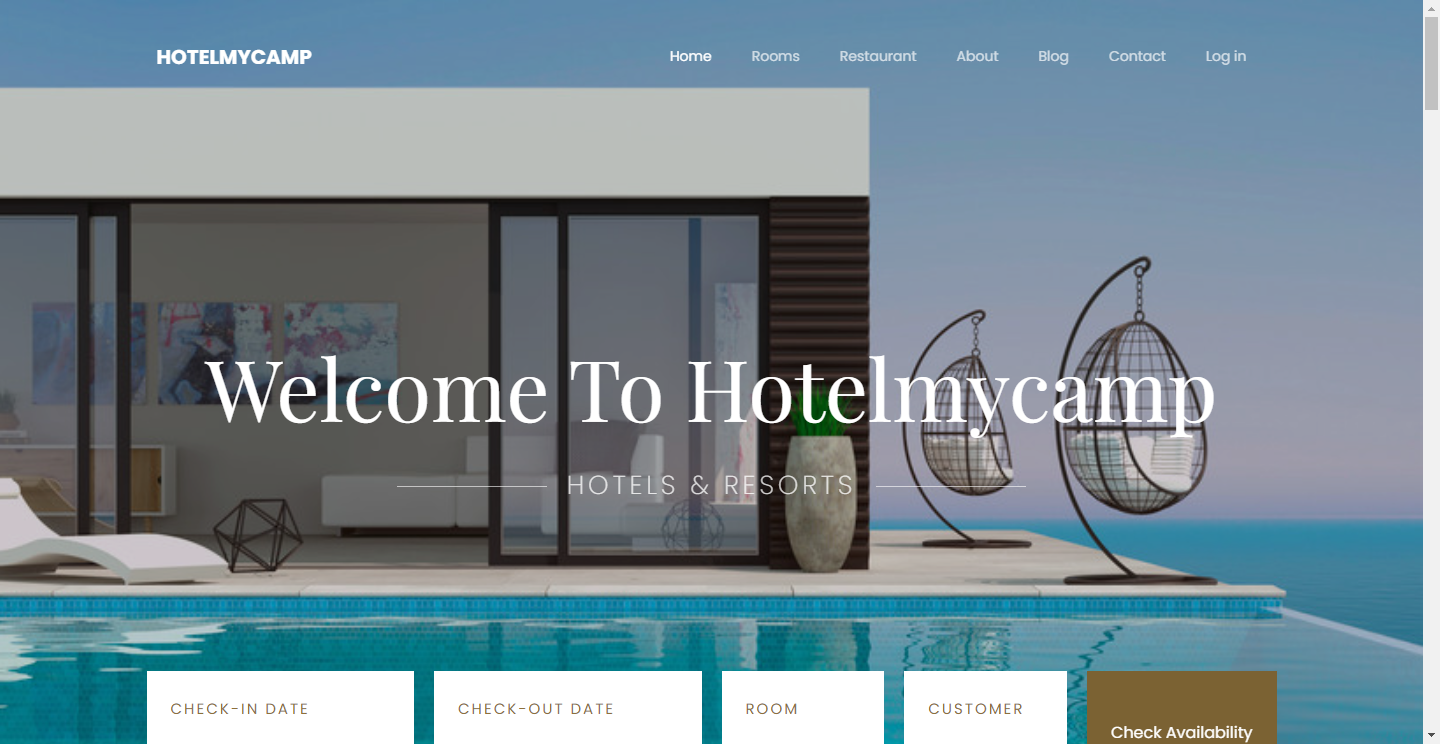 HOTELMYCAMP
Home Rooms Restaurant About Blog Contact Log in
Welcome To Hotelmycamp
HOTELS & RESORTS
CHECK-IN DATE CHECK-OUT DATE ROOM CUSTOMER
Check Availability